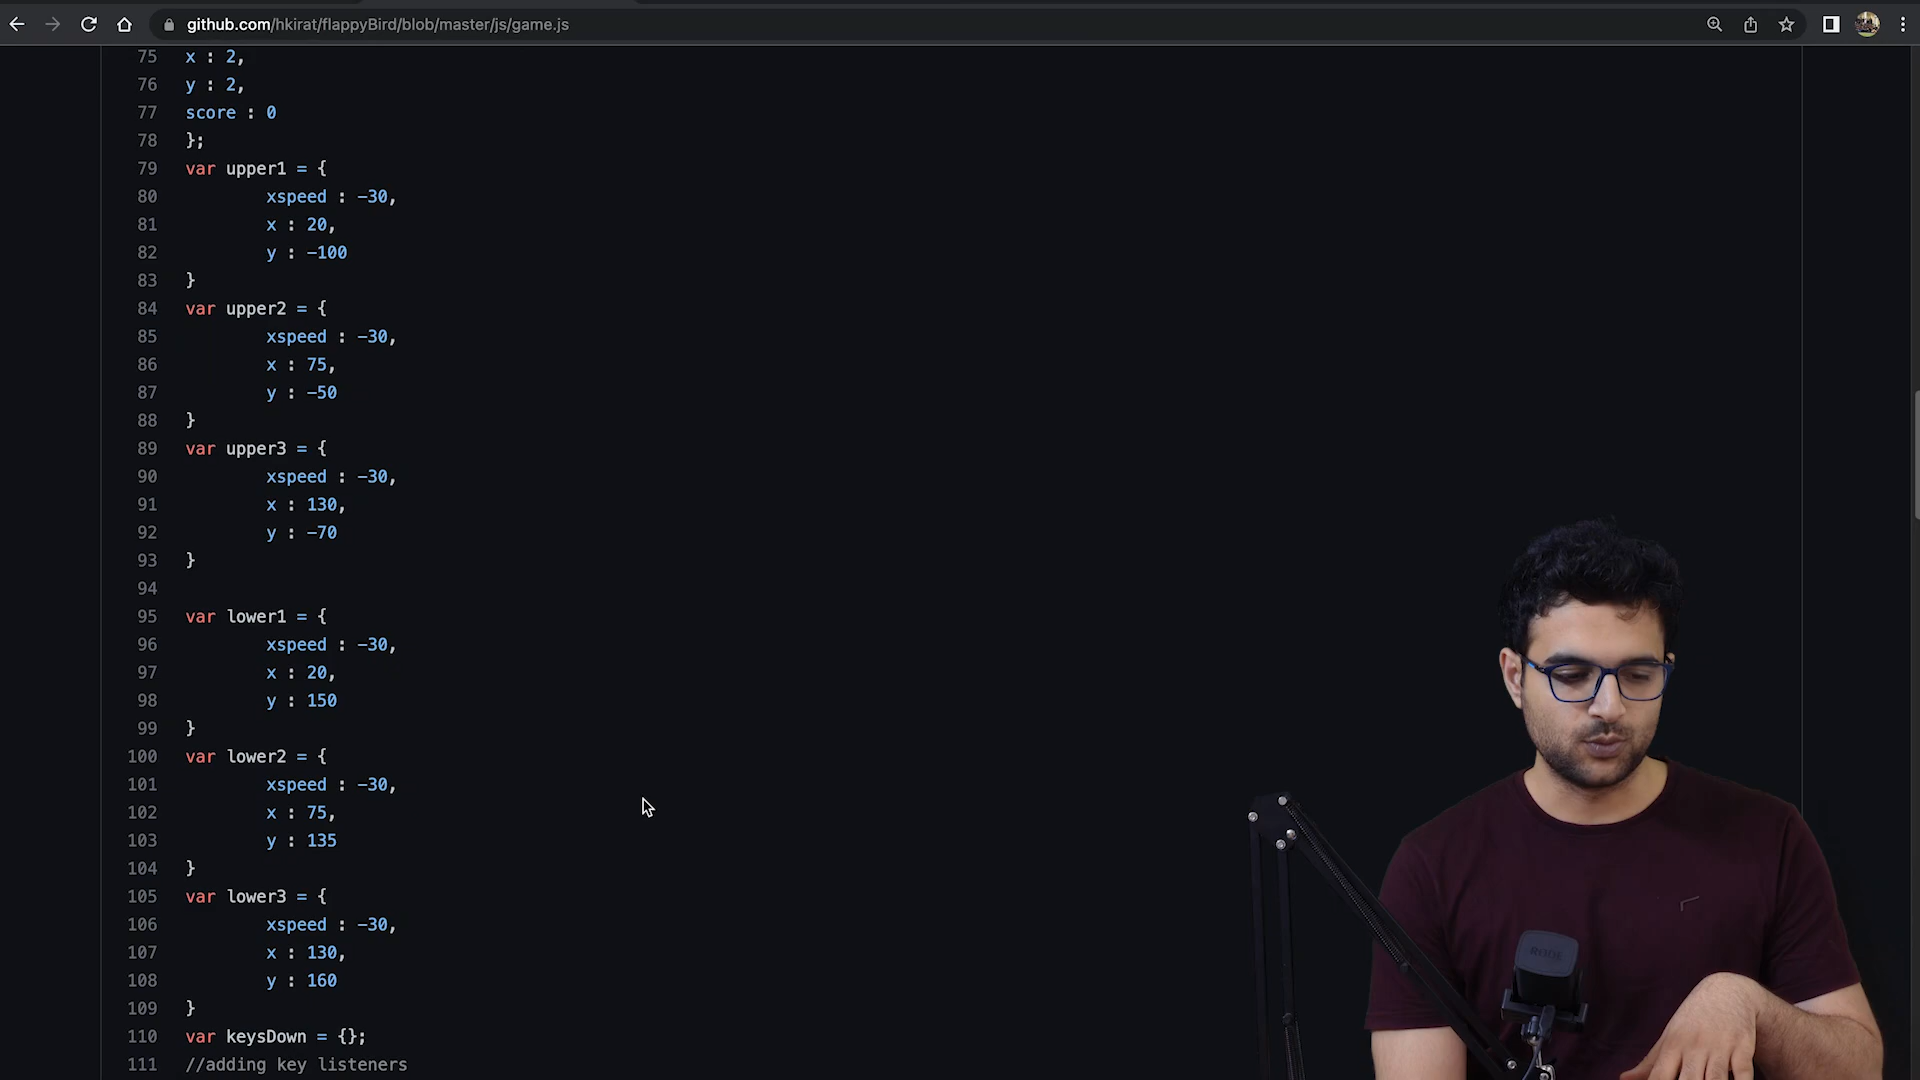 github.com/hkirat/flappyBird/blob/master/js/game.js
75 x : 2,
76 y : 2,
77 score : 0
78 };
79 var upper1 = {
80 xspeed : -30,
81 x : 20,
82 y : -100
83 }
84 var upper2 = {
85 xspeed : -30,
86 x : 75,
87 y : -50
88 }
89 var upper3 = {
90 xspeed : -30,
91 x : 130,
92 y : -70
93 }
94
95 var lower1 = {
96 xspeed : -30,
97 x : 20,
98 y : 150
99 }
100 var lower2 = {
101 xspeed : -30,
102 x : 75,
103 y : 135
104 }
105 var lower3 = {
106 xspeed : -30,
107 x : 130,
108 y : 160
109 }
110 var keysDown = {};
111 //adding key listeners
RODE